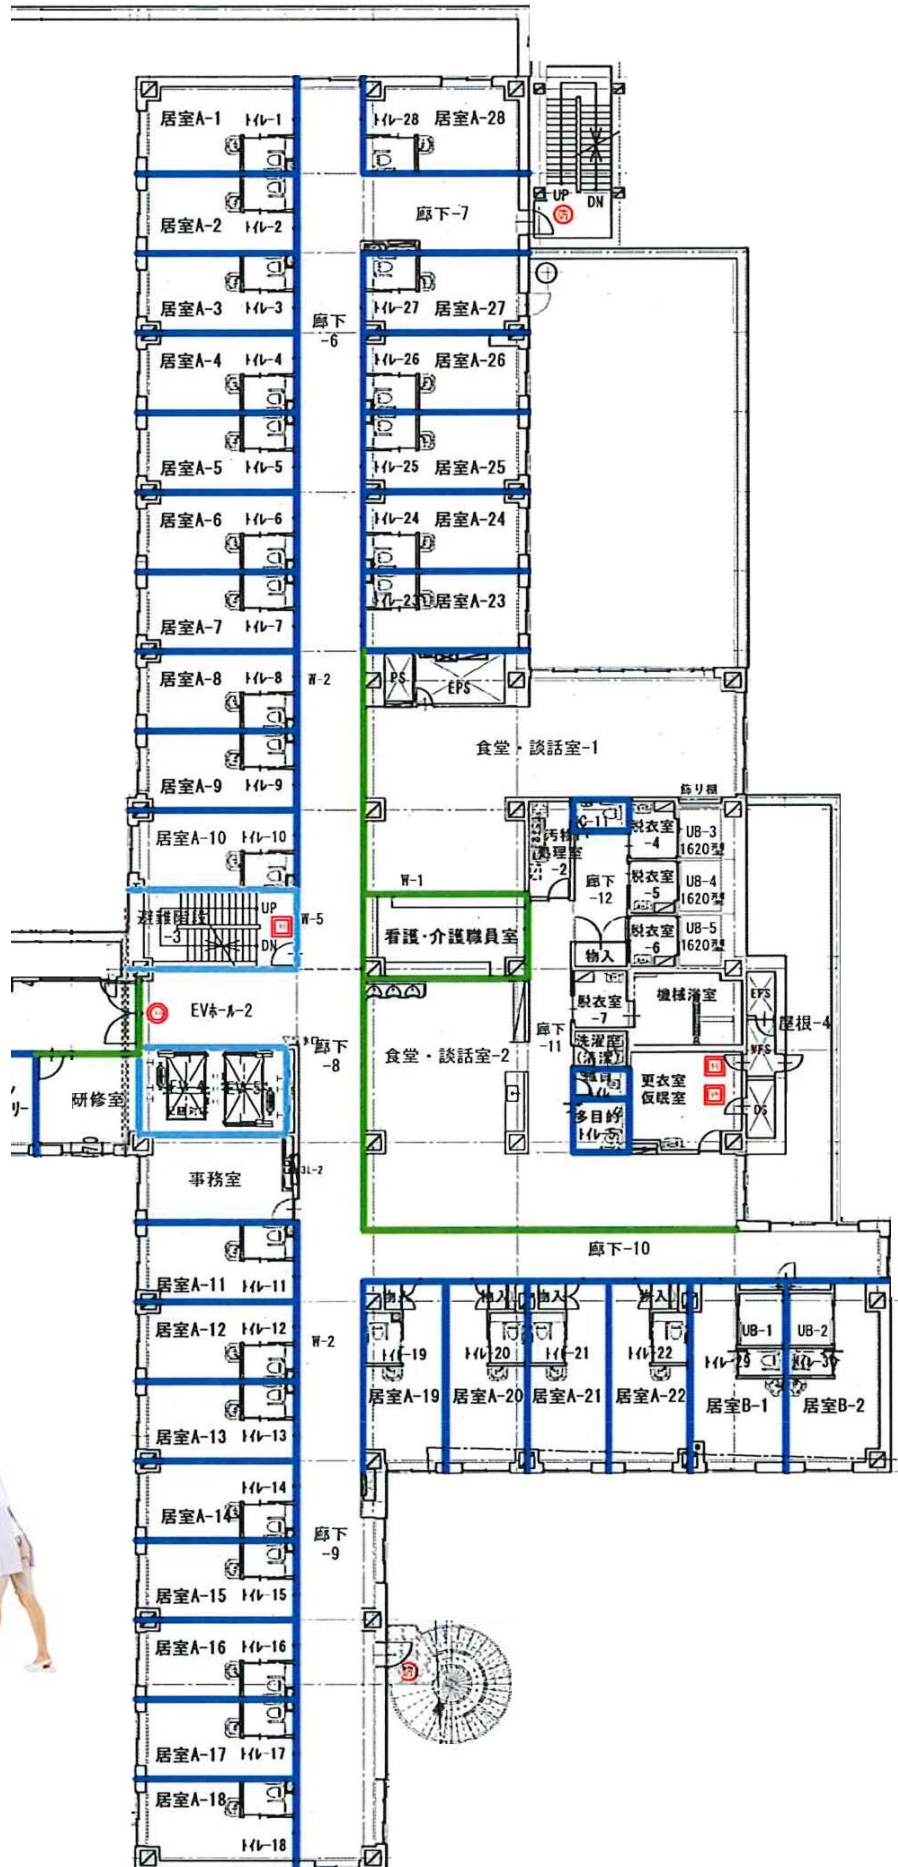 居室A-1 トイレ-1
トイレ-28 居室A-28
UP DN
居室A-2 トイレ-2
廊下-7
居室A-3 トイレ-3
廊下
-6
トイレ-27 居室A-27
居室A-4 トイレ-4
トイレ-26 居室A-26
居室A-5 トイレ-5
トイレ-25 居室A-25
居室A-6 トイレ-6
トイレ-24 居室A-24
居室A-7 トイレ-7
トイレ-23 居室A-23
居室A-8 トイレ-8
W-2
PS
EPS
食堂・談話室-1
居室A-9 トイレ-9
飾り棚
居室A-10 トイレ-10
汚物
処理室
-2
脱衣室
-4
UB-3
1620型
廊下
-12
脱衣室
-5
UB-4
1620型
W-1
避難階段
-3
UP
DN
W-5
看護・介護職員室
脱衣室
-6
UB-5
1620型
物入
EVホール-2
脱衣室
-7
機械浴室
EPS
屋根-4
廊下
-8
食堂・談話室-2
廊下
-11
洗濯室
(清潔)
EV-4 EV-5
研修室
更衣室
仮眠室
DS
多目的
トイレ-5
事務室
廊下-10
居室A-11 トイレ-11
物入 物入 物入 物入
居室A-12 トイレ-12
W-2
UB-1 UB-2
トイレ-19 トイレ-20 トイレ-21 トイレ-22 トイレ-29
居室A-19 居室A-20 居室A-21 居室A-22 居室B-1 居室B-2
居室A-13 トイレ-13
居室A-14 トイレ-14
廊下
-9
居室A-15 トイレ-15
居室A-16 トイレ-16
居室A-17 トイレ-17
居室A-18
トイレ-18